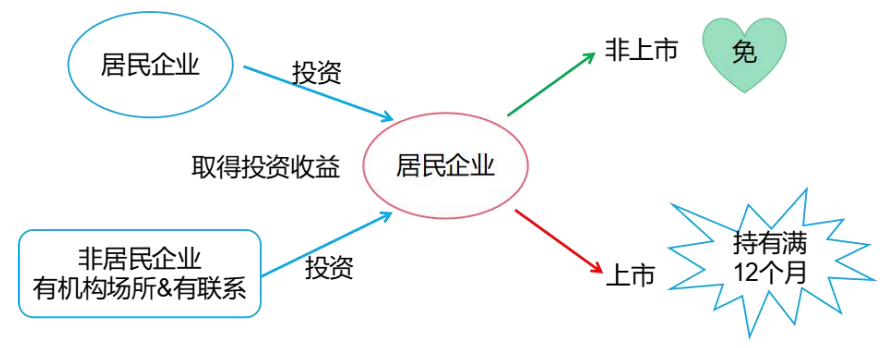 居民企业
投资
非上市
免
取得投资收益
居民企业
非居民企业
有机构场所&有联系
投资
上市
持有满
12个月